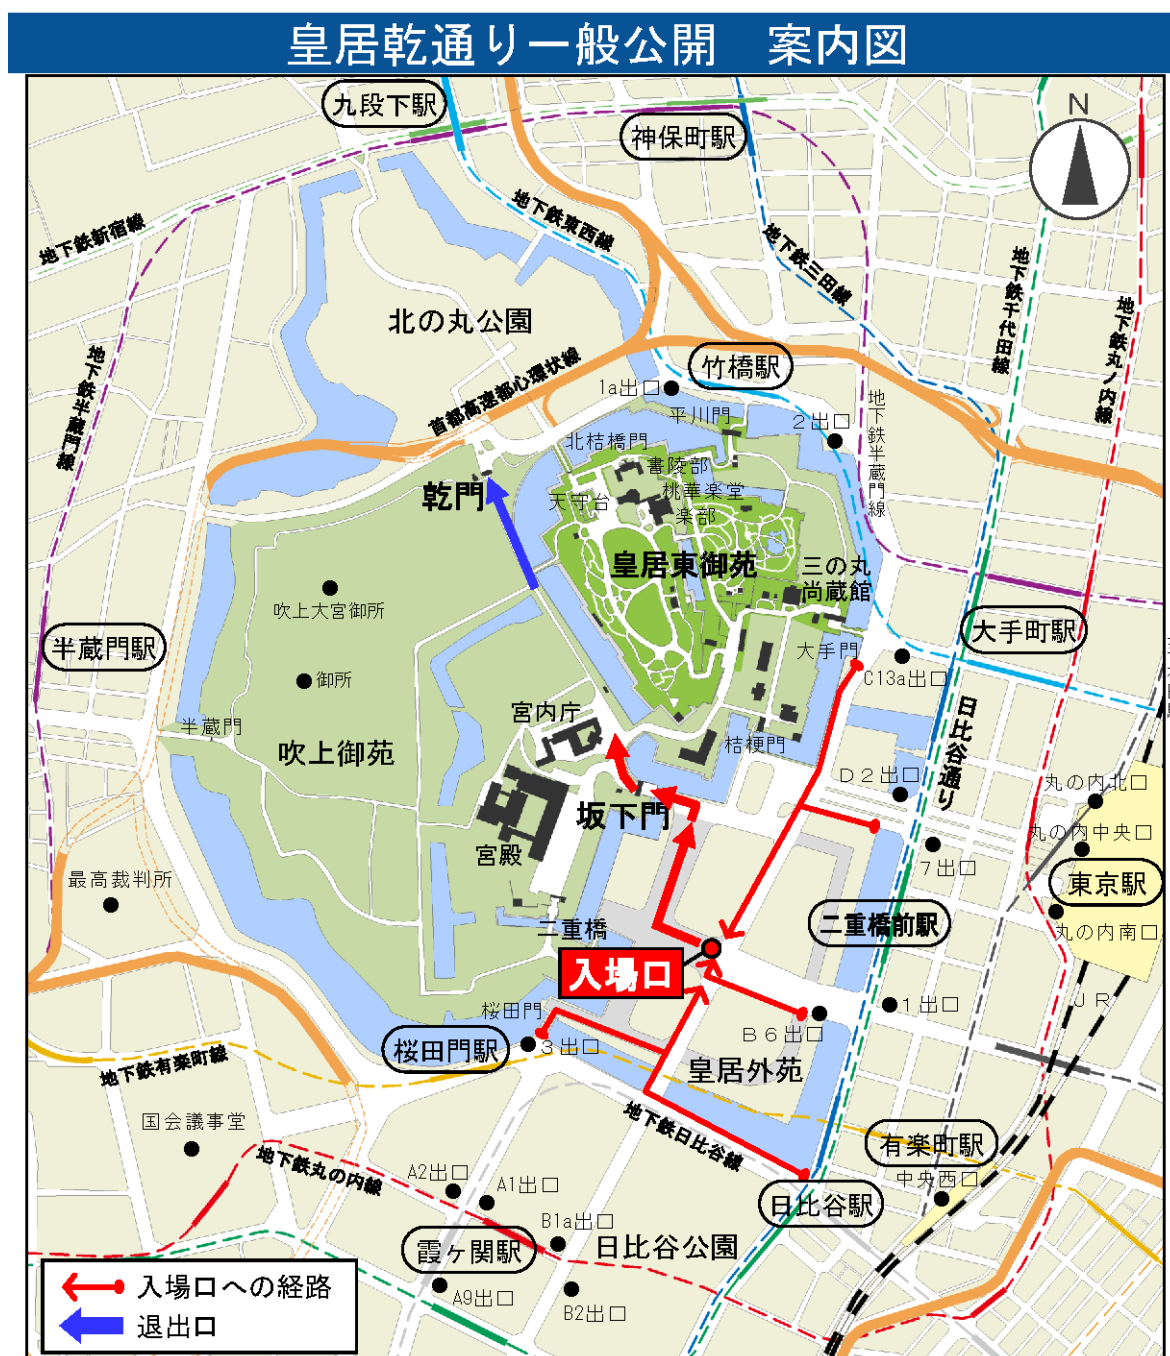 皇居乾通り一般公開　案内図
九段下駅
神保町駅
N
地下鉄新宿線
地下鉄東西線
地下鉄三田線
地下鉄千代田線
地下鉄丸ノ内線
北の丸公園
地下鉄半蔵門線
首都高速都心環状線
竹橋駅
1a出口
平川門
2出口
地下鉄半蔵門線
北桔橋門
書陵部
乾門
天守台
桃華楽堂
楽部
皇居東御苑
三の丸
尚蔵館
吹上大宮御所
半蔵門駅
大手町駅
大手門
C13a出口
御所
宮内庁
半蔵門
吹上御苑
桔梗門
日比谷通り
D2出口
丸の内北口
坂下門
丸の内中央口
宮殿
7出口
最高裁判所
東京駅
二重橋
二重橋前駅
丸の内南口
入場口
桜田門
JR
1出口
B6出口
桜田門駅
3出口
皇居外苑
地下鉄有楽町線
国会議事堂
地下鉄日比谷線
有楽町駅
地下鉄丸の内線
A2出口
A1出口
中央西口
日比谷駅
B1a出口
霞ヶ関駅
日比谷公園
A9出口
B2出口
入場口への経路
退出口